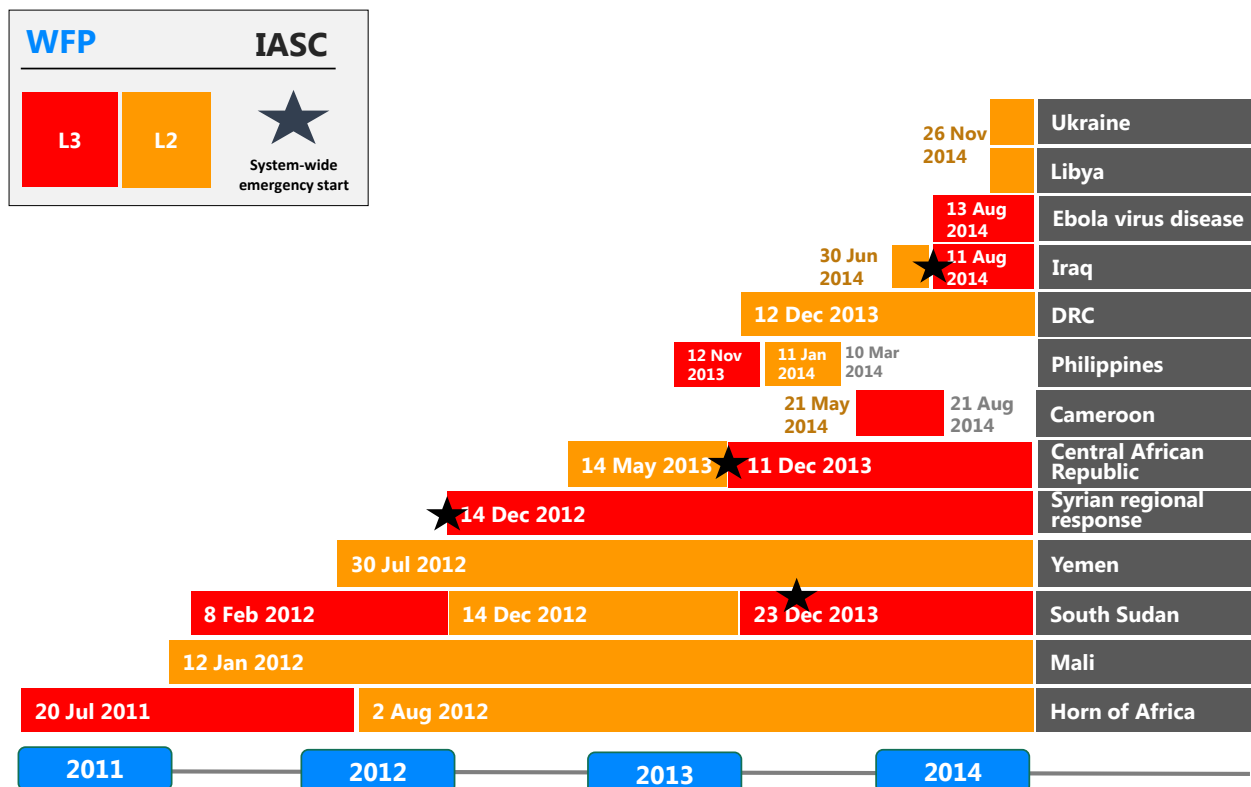 WFP
IASC
L3
L2
System-wide
emergency start
26 Nov
2014
Ukraine
Libya
13 Aug
2014
Ebola virus disease
30 Jun
2014
11 Aug
2014
Iraq
12 Dec 2013
DRC
12 Nov
2013
11 Jan
2014
10 Mar
2014
Philippines
21 May
2014
21 Aug
2014
Cameroon
14 May 2013
11 Dec 2013
Central African
Republic
14 Dec 2012
Syrian regional
response
30 Jul 2012
Yemen
8 Feb 2012
14 Dec 2012
23 Dec 2013
South Sudan
12 Jan 2012
Mali
20 Jul 2011
2 Aug 2012
Horn of Africa
2011
2012
2013
2014